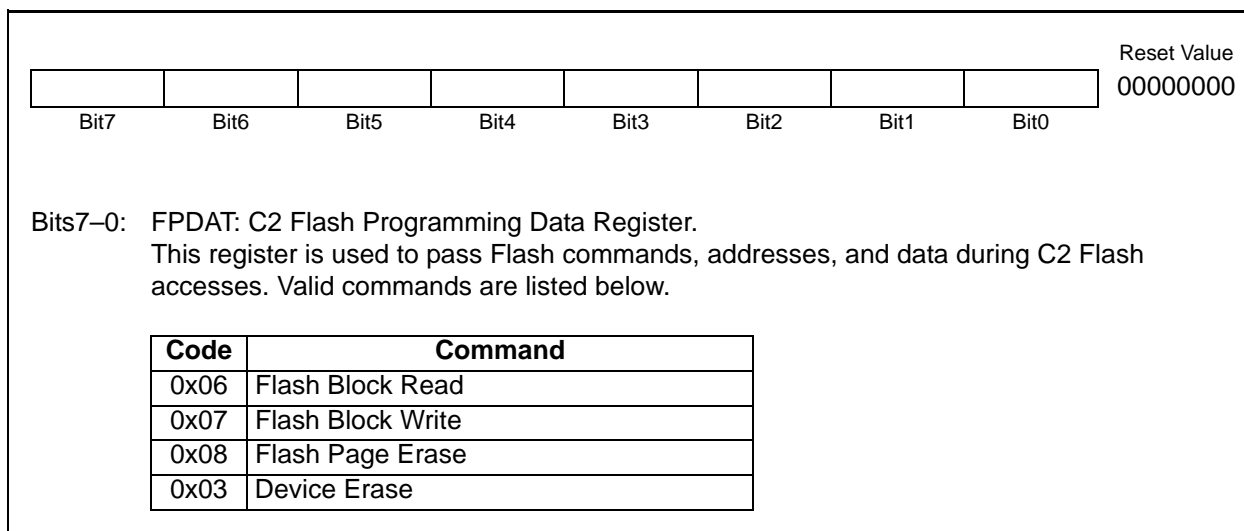 Reset Value
00000000
Bit7 Bit6 Bit5 Bit4 Bit3 Bit2 Bit1 Bit0
Bits7–0: FPDAT: C2 Flash Programming Data Register.
This register is used to pass Flash commands, addresses, and data during C2 Flash
accesses. Valid commands are listed below.
Code Command
0x06 Flash Block Read
0x07 Flash Block Write
0x08 Flash Page Erase
0x03 Device Erase